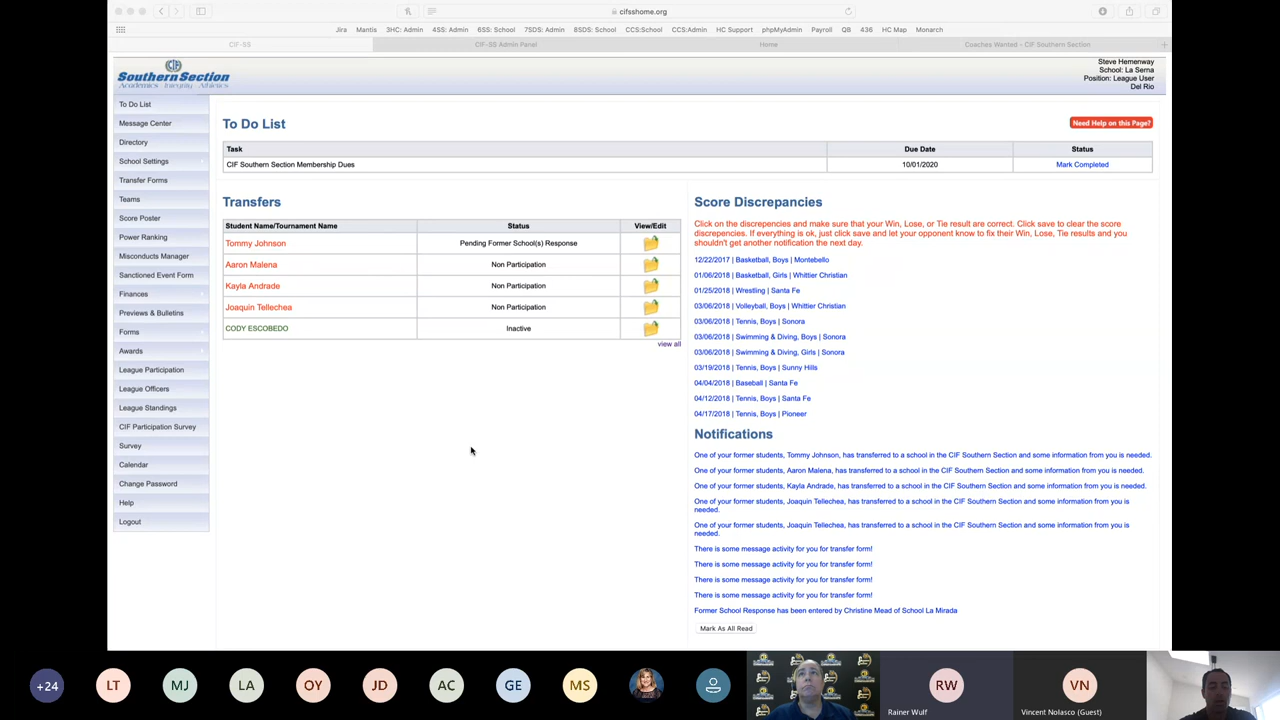 cifsshome.org
Jira Mantis 3HC: Admin 4SS: Admin 6SS: School 7SDS: Admin 8SDS: School CCS:School CCS:Admin HC Support phpMyAdmin Payroll QB 436 HC Map HC Admin Monarch
CIF-SS CIF-SS Admin Panel Home Coaches Wanted - CIF Southern Section
CIF
Southern Section
Academics Integrity Athletics
Steve Hemenway
School: La Serna
Position: League User
Del Rio
To Do List
Message Center
Directory
School Settings
Transfer Forms
Teams
Score Poster
Power Ranking
Misconducts Manager
Sanctioned Event Form
Finances
Previews & Bulletins
Forms
Awards
League Participation
League Officers
League Standings
CIF Participation Survey
Survey
Calendar
Change Password
Help
Logout
To Do List
Need Help on this Page?
Task Due Date Status
CIF Southern Section Membership Dues 10/01/2020 Mark Completed
Transfers
Student Name/Tournament Name Status View/Edit
Tommy Johnson Pending Former School(s) Response
Aaron Malena Non Participation
Kayla Andrade Non Participation
Joaquin Tellechea Non Participation
CODY ESCOBEDO Inactive
view all
Score Discrepancies
Click on the discrepancies and make sure that your Win, Lose, or Tie result are correct. Click save to clear the score
discrepancies. If everything is ok, just click save and let your opponent know to fix their Win, Lose, Tie results and you
shouldn't get another notification the next day.
12/22/2017 | Basketball, Boys | Montebello
01/06/2018 | Basketball, Girls | Whittier Christian
01/25/2018 | Wrestling | Santa Fe
03/06/2018 | Volleyball, Boys | Whittier Christian
03/06/2018 | Tennis, Boys | Sonora
03/06/2018 | Swimming & Diving, Boys | Sonora
03/06/2018 | Swimming & Diving, Girls | Sonora
03/19/2018 | Tennis, Boys | Sunny Hills
04/04/2018 | Baseball | Santa Fe
04/12/2018 | Tennis, Boys | Santa Fe
04/17/2018 | Tennis, Boys | Pioneer
Notifications
One of your former students, Tommy Johnson, has transferred to a school in the CIF Southern Section and some information from you is needed.
One of your former students, Aaron Malena, has transferred to a school in the CIF Southern Section and some information from you is needed.
One of your former students, Kayla Andrade, has transferred to a school in the CIF Southern Section and some information from you is needed.
One of your former students, Joaquin Tellechea, has transferred to a school in the CIF Southern Section and some information from you is
needed.
One of your former students, Joaquin Tellechea, has transferred to a school in the CIF Southern Section and some information from you is
needed.
There is some message activity for you for transfer form!
There is some message activity for you for transfer form!
There is some message activity for you for transfer form!
There is some message activity for you for transfer form!
Former School Response has been entered by Christine Mead of School La Mirada
Mark As All Read
+24 LT MJ LA OY JD AC GE MS RW VN
Rainer Wulf Vincent Nolasco (Guest)